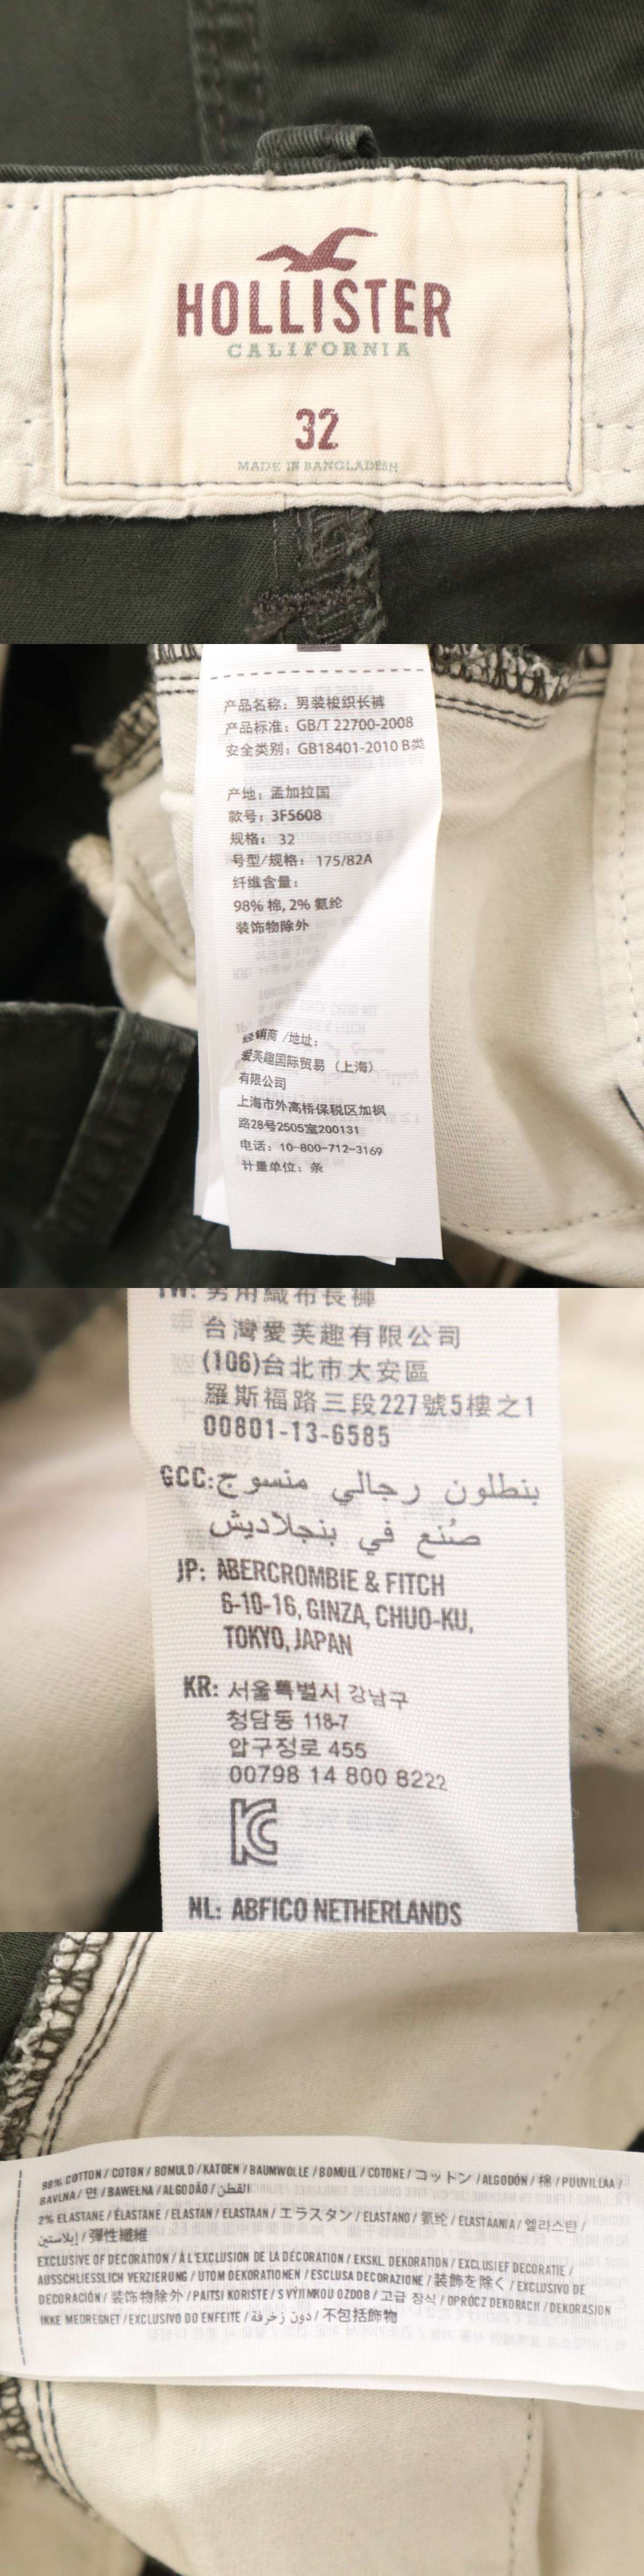 HOLLISTER
CALIFORNIA
32
MADE IN BANGLADESH
产品名称：男装梭织长裤
产品标准：GB/T 22700-2008
安全类别：GB18401-2010 B类
产地：孟加拉国
款号：3F5608
规格：32
号型/规格：175/82A
纤维含量：
98% 棉, 2% 氨纶
装饰物除外
经销商 /地址：
爱芙趣国际贸易（上海）
有限公司
上海市外高桥保税区加枫
路28号2505室200131
电话：10-800-712-3169
计量单位：条
TW: 男用織布長褲
台灣愛芙趣有限公司
(106)台北市大安區
羅斯福路三段227號5樓之1
00801-13-6585
GCC: بنطلون رجالي منسوج
صُنع في بنجلاديش
JP: ABERCROMBIE & FITCH
6-10-16, GINZA, CHUO-KU,
TOKYO, JAPAN
KR: 서울특별시 강남구
청담동 118-7
압구정로 455
00798 14 800 8222
NL: ABFICO NETHERLANDS
98% COTTON / COTON / BOMULD / KATOEN / BAUMWOLLE / BOMULL / COTONE / コットン / ALGODÓN / 棉 / PUUVILLAA /
BAVLNA / 면 / BAWEŁNA / ALGODÃO / القطن
2% ELASTANE / ÉLASTANE / ELASTAN / ELASTAAN / エラスタン / ELASTANO / 氨纶 / ELASTAANIA / 엘라스탄 /
إيلاستين / 彈性纖維
EXCLUSIVE OF DECORATION / À L'EXCLUSION DE LA DÉCORATION / EKSKL. DEKORATION / EXCLUSIEF DECORATIE /
AUSSCHLIESSLICH VERZIERUNG / UTOM DEKORATIONEN / ESCLUSA DECORAZIONE / 装飾を除く / EXCLUSIVO DE
DECORACIÓN / 装饰物除外 / PAITSI KORISTE / S VÝJIMKOU OZDOB / 고급 장식 / OPRÓCZ DEKORACJI / DEKORASJON
IKKE MEDREGNET / EXCLUSIVO DO ENFEITE / دون زخرفة / 不包括飾物